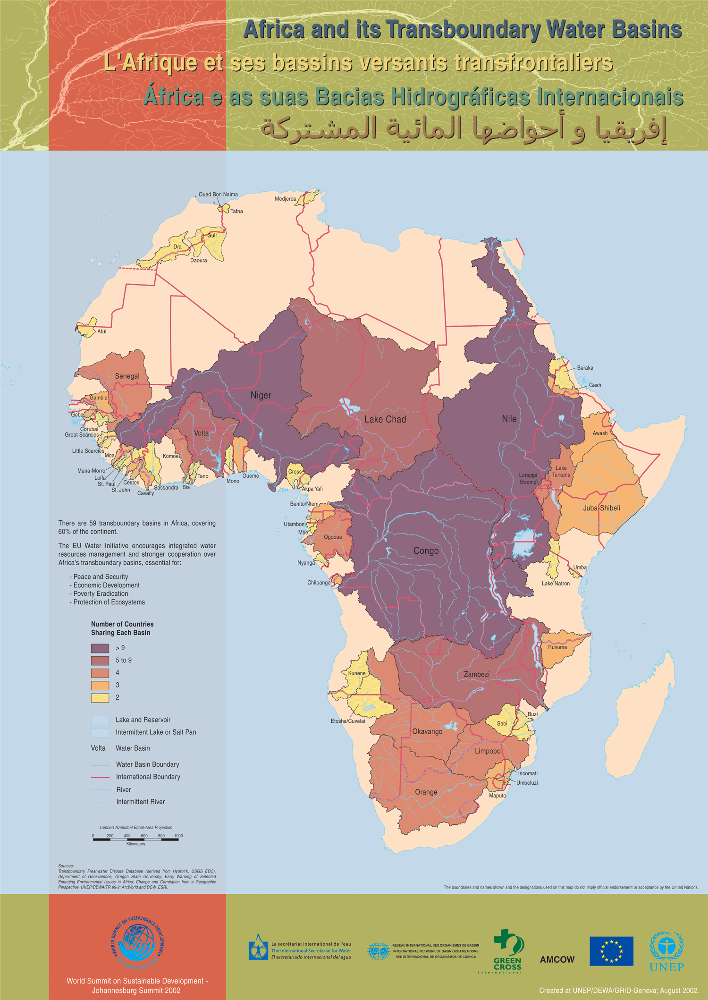 Africa and its Transboundary Water Basins
L'Afrique et ses bassins versants transfrontaliers
África e as suas Bacias Hidrográficas Internacionais
إفريقيا و أحواضها المائية المشتركة
Oued Bon Naima
Medjerda
Tafna
Guir
Dra
Daoura
Atui
Senegal
Baraka
Gash
Niger
Gambia
Geba
Lake Chad
Nile
Corubal
Great Scarcies
Volta
Awash
Little Scarcies
Moa
Komoe
Mana-Morro
Loffa
St. Paul
St. John
Cestos
Cavally
Sassandra
Bia
Tano
Mono
Oueme
Cross
Akpa Yafi
Lake
Turkana
Lotagipi
Swamp
Benito/Ntem
Juba-Shibeli
Utamboni
Mbe
Ogooue
Congo
Nyanga
Umba
Chiloango
Lake Natron
Ruvuma
Kunene
Zambezi
Etosha/Cuvelai
Buzi
Sabi
Okavango
Limpopo
Incomati
Umbeluzi
Orange
Maputo
There are 59 transboundary basins in Africa, covering
60% of the continent.
The EU Water Initiative encourages integrated water
resources management and stronger cooperation over
Africa's transboundary basins, essential for:
- Peace and Security
- Economic Development
- Poverty Eradication
- Protection of Ecosystems
Number of Countries
Sharing Each Basin
> 9
5 to 9
4
3
2
Lake and Reservoir
Intermittent Lake or Salt Pan
Volta Water Basin
Water Basin Boundary
International Boundary
River
Intermittent River
Lambert Azimuthal Equal-Area Projection
0 200 400 600 800 1000
Kilometers
Sources:
Transboundary Freshwater Dispute Database (derived from Hydro1k, USGS EDC),
Department of Geosciences, Oregon State University; Early Warning of Selected
Emerging Environmental Issues in Africa: Change and Correlation from a Geographic
Perspective, UNEP/DEWA/TR.99-2; ArcWorld and DCW, ESRI.
The boundaries and names shown and the designations used on this map do not imply official endorsement or acceptance by the United Nations.
WORLD SUMMIT ON SUSTAINABLE DEVELOPMENT
JOHANNESBURG 2002
World Summit on Sustainable Development -
Johannesburg Summit 2002
Le secrétariat international de l'eau
The International Secretariat for Water
El secretariado internacional del agua
RESEAU INTERNATIONAL DES ORGANISMES DE BASSIN
INTERNATIONAL NETWORK OF BASIN ORGANIZATIONS
RED INTERNACIONAL DE ORGANISMOS DE CUENCA
GREEN
CROSS
International
AMCOW
UNEP
Created at UNEP/DEWA/GRID-Geneva; August 2002.